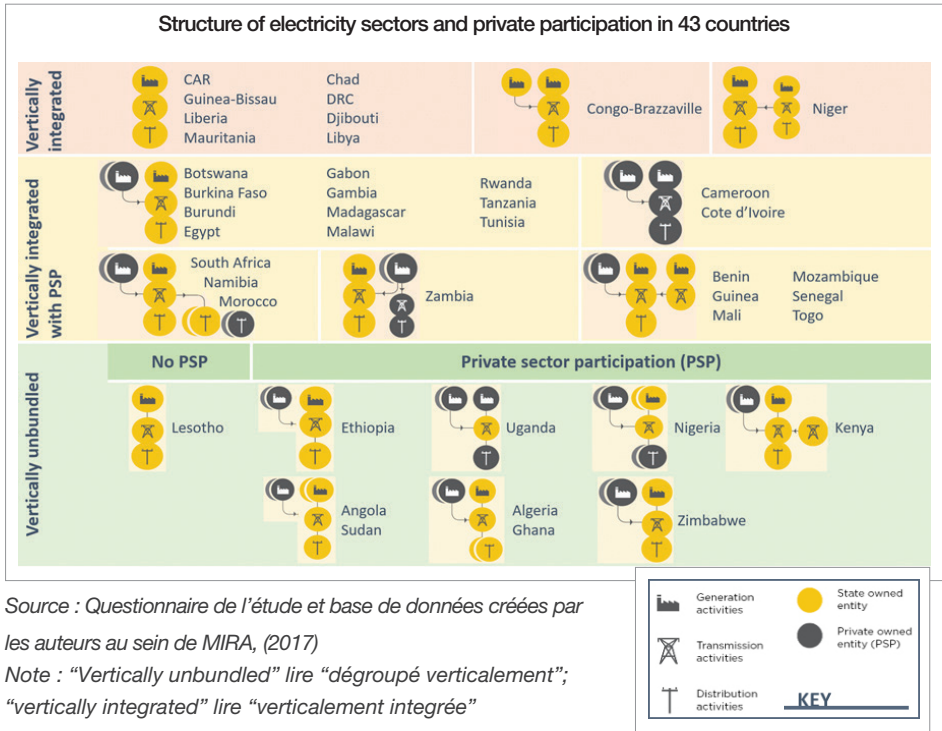 Structure of electricity sectors and private participation in 43 countries
Vertically integrated
CAR
Guinea-Bissau
Liberia
Mauritania
Chad
DRC
Djibouti
Libya
Congo-Brazzaville
Niger
Vertically integrated with PSP
Botswana
Burkina Faso
Burundi
Egypt
Gabon
Gambia
Madagascar
Malawi
Rwanda
Tanzania
Tunisia
Cameroon
Cote d'Ivoire
South Africa
Namibia
Morocco
Zambia
Benin
Guinea
Mali
Mozambique
Senegal
Togo
Vertically unbundled
No PSP
Private sector participation (PSP)
Lesotho
Ethiopia
Uganda
Nigeria
Kenya
Angola
Sudan
Algeria
Ghana
Zimbabwe
Source : Questionnaire de l'étude et base de données créées par
les auteurs au sein de MIRA, (2017)
Note : "Vertically unbundled" lire "dégroupé verticalement";
"vertically integrated" lire "verticalement integrée"
Generation
activities
Transmission
activities
Distribution
activities
State owned
entity
Private owned
entity (PSP)
KEY